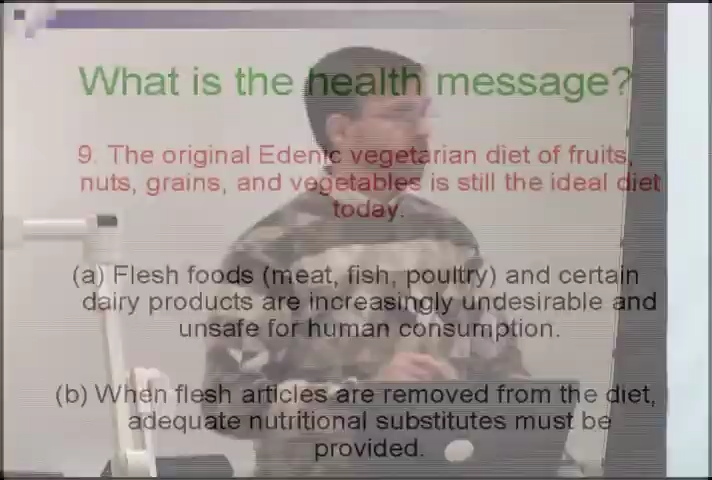 What is the health message?
9. The original Edenic vegetarian diet of fruits,
nuts, grains, and vegetables is still the ideal diet
today.
(a) Flesh foods (meat, fish, poultry) and certain
dairy products are increasingly undesirable and
unsafe for human consumption.
(b) When flesh articles are removed from the diet,
adequate nutritional substitutes must be
provided.